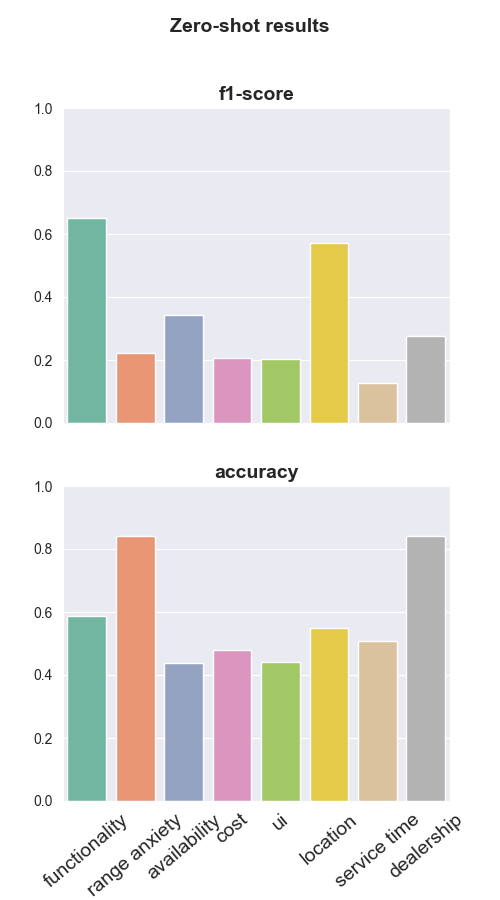 Zero-shot results
f1-score
1.0
0.8
0.6
0.4
0.2
0.0
accuracy
1.0
0.8
0.6
0.4
0.2
0.0
functionality
range anxiety
availability
cost
ui
location
service time
dealership